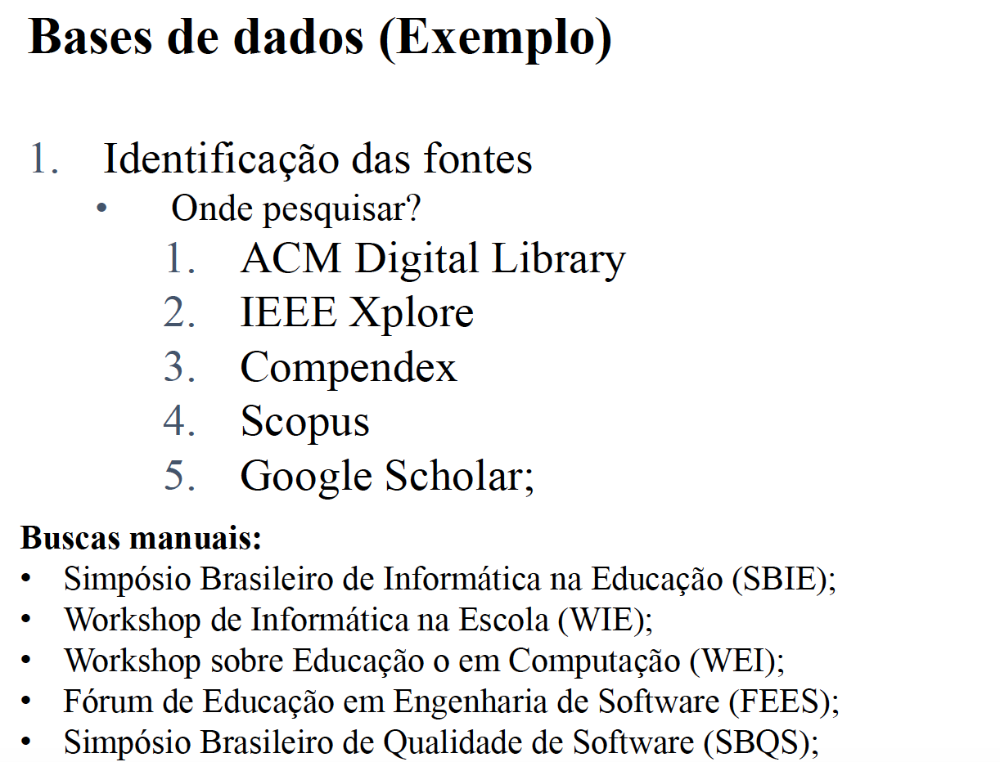 Bases de dados (Exemplo)
1. Identificação das fontes
• Onde pesquisar?
1. ACM Digital Library
2. IEEE Xplore
3. Compendex
4. Scopus
5. Google Scholar;
Buscas manuais:
• Simpósio Brasileiro de Informática na Educação (SBIE);
• Workshop de Informática na Escola (WIE);
• Workshop sobre Educação o em Computação (WEI);
• Fórum de Educação em Engenharia de Software (FEES);
• Simpósio Brasileiro de Qualidade de Software (SBQS);